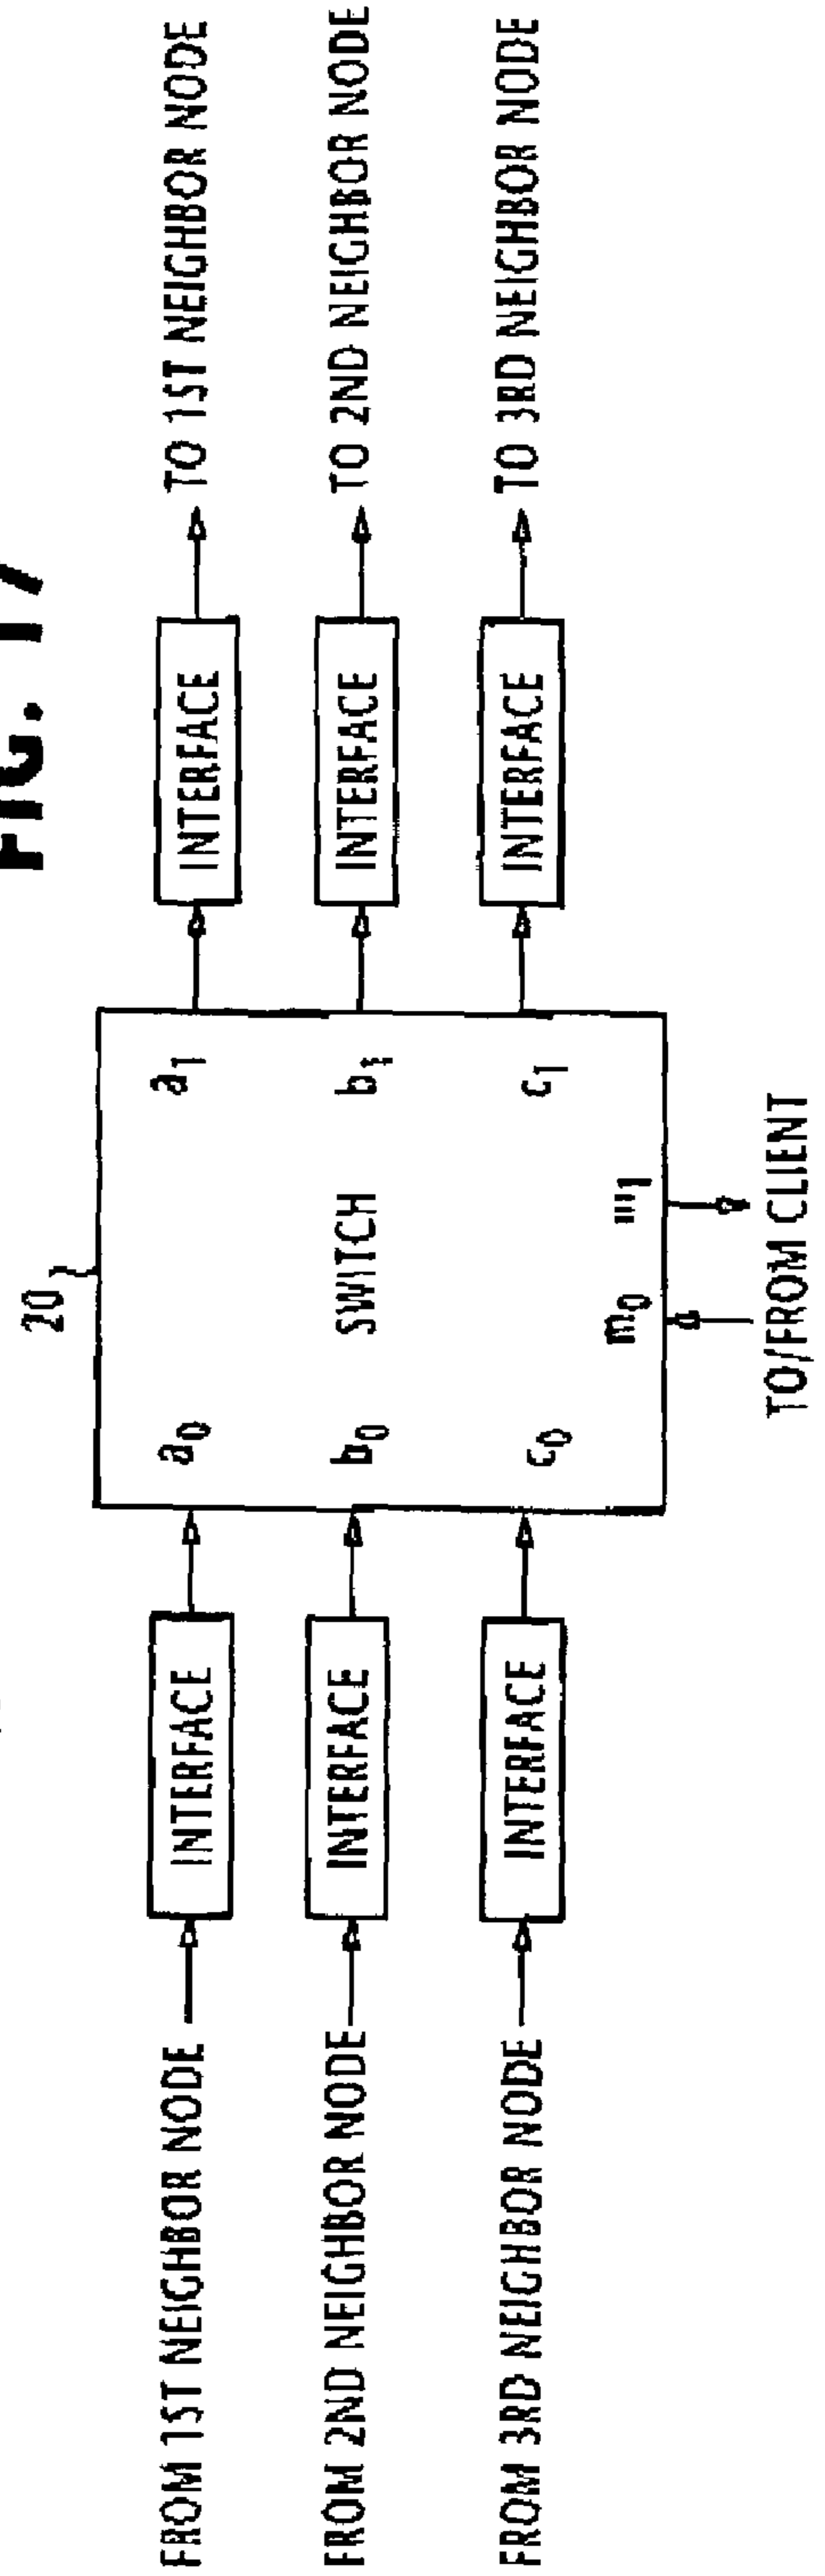 FIG. 17
20
FROM 1ST NEIGHBOR NODE
INTERFACE
a0
a1
INTERFACE
TO 1ST NEIGHBOR NODE
FROM 2ND NEIGHBOR NODE
INTERFACE
b0
SWITCH
b1
INTERFACE
TO 2ND NEIGHBOR NODE
FROM 3RD NEIGHBOR NODE
INTERFACE
c0
c1
INTERFACE
TO 3RD NEIGHBOR NODE
m0
m1
TO/FROM CLIENT